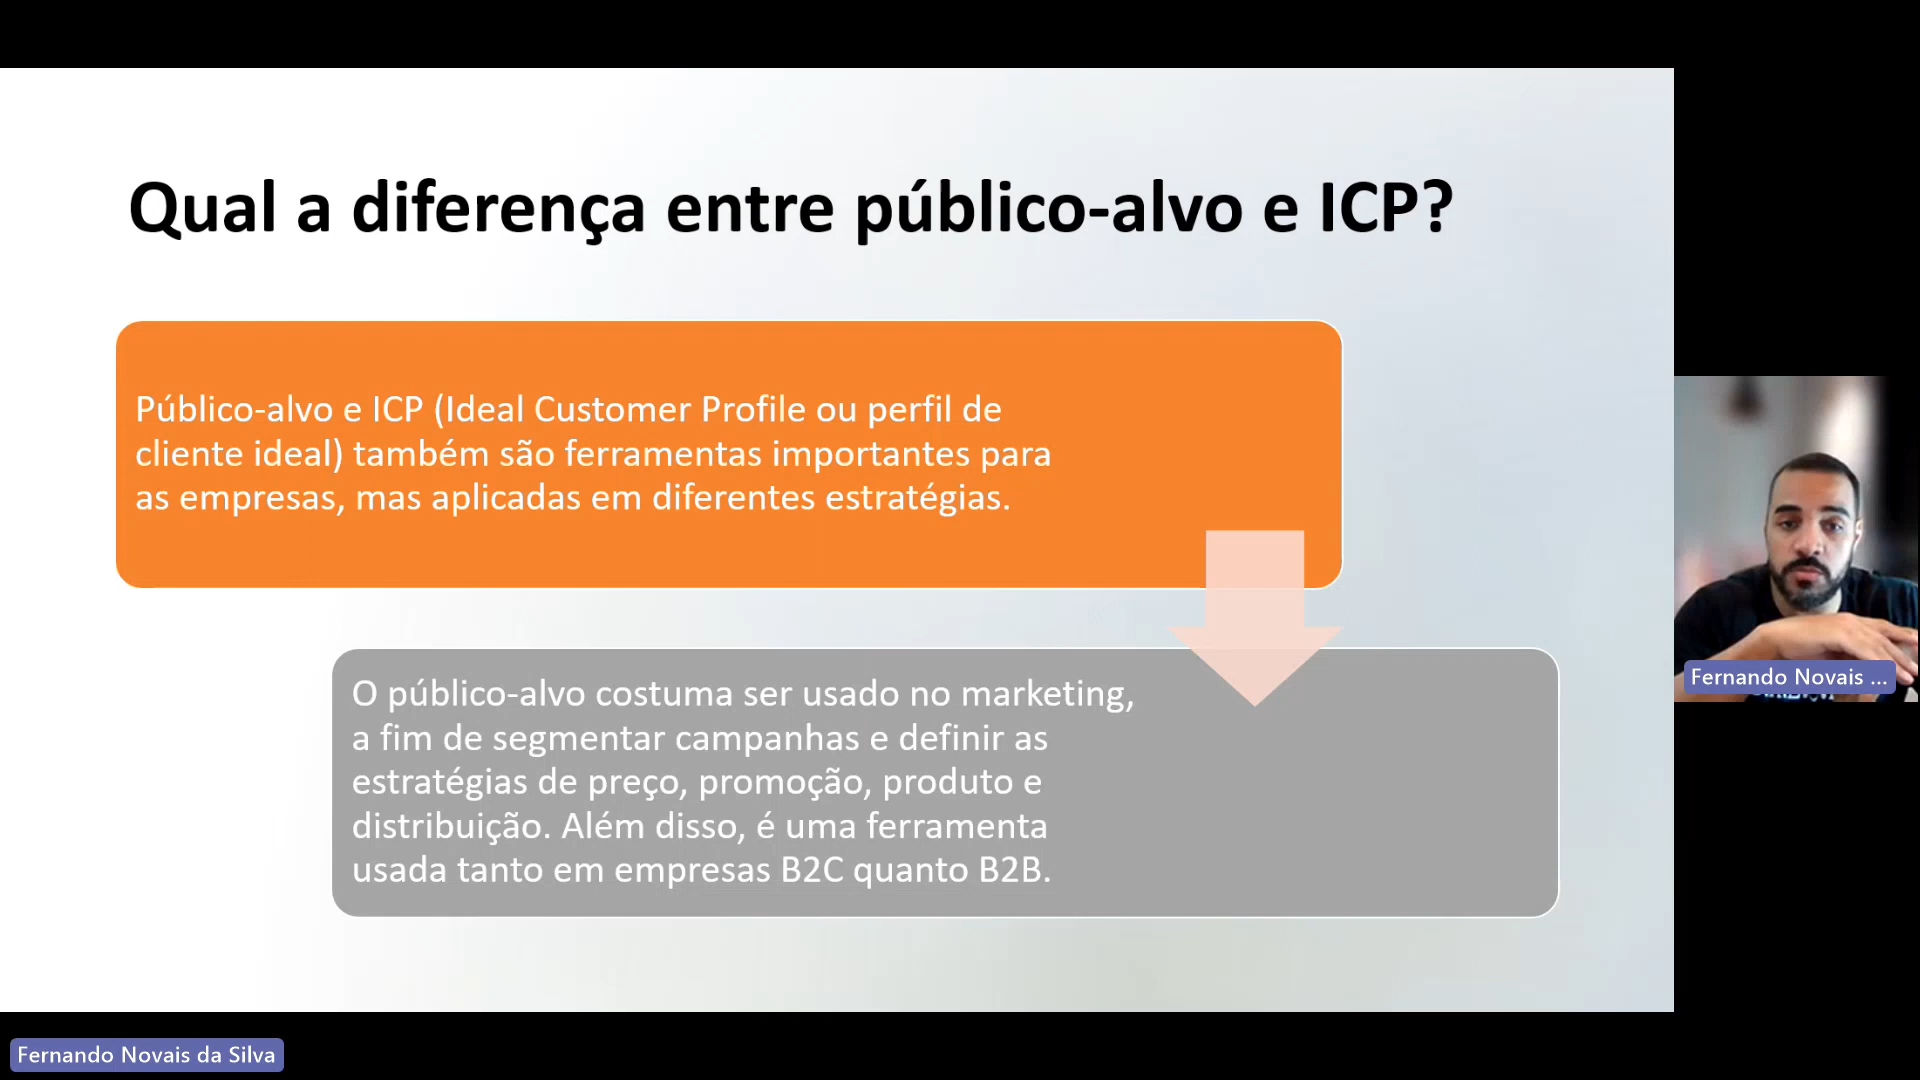 Qual a diferença entre público-alvo e ICP?
Público-alvo e ICP (Ideal Customer Profile ou perfil de
cliente ideal) também são ferramentas importantes para
as empresas, mas aplicadas em diferentes estratégias.
O público-alvo costuma ser usado no marketing,
a fim de segmentar campanhas e definir as
estratégias de preço, promoção, produto e
distribuição. Além disso, é uma ferramenta
usada tanto em empresas B2C quanto B2B.
Fernando Novais ...
Fernando Novais da Silva